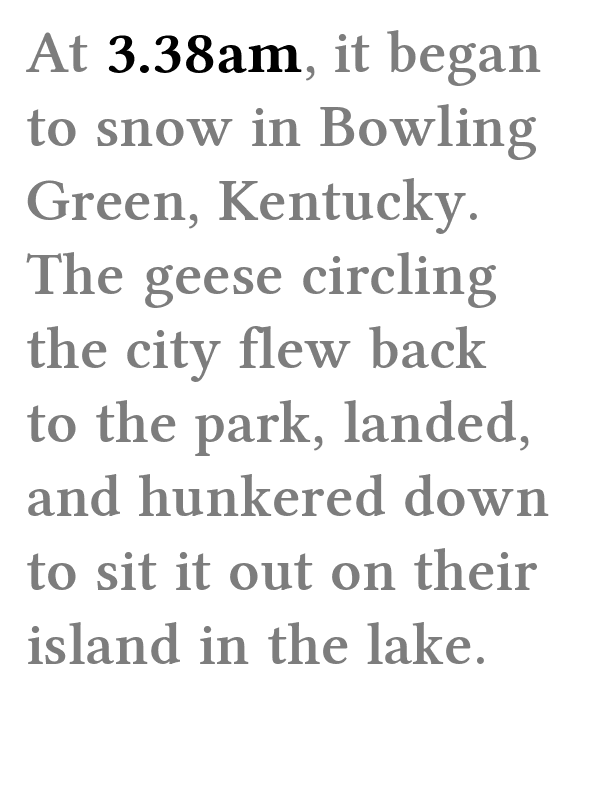 At 3.38am, it began
to snow in Bowling
Green, Kentucky.
The geese circling
the city flew back
to the park, landed,
and hunkered down
to sit it out on their
island in the lake.